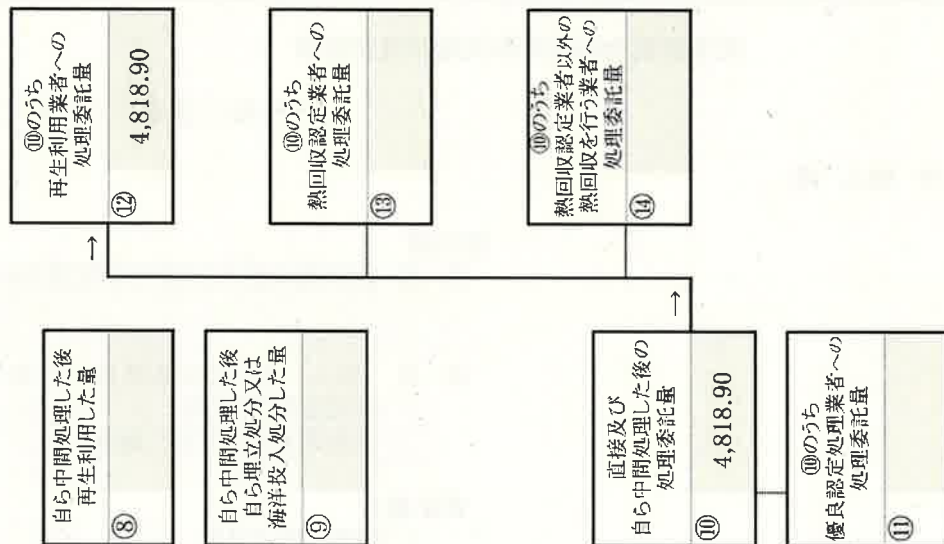 自ら中間処理した後
再生利用した量
⑧
自ら中間処理した後
自ら埋立処分又は
海洋投入処分した量
⑨
直接及び
自ら中間処理した後の
処理委託量
⑩
4,818.90
⑩のうち
優良認定処理業者への
処理委託量
⑪
→
→
⑩のうち
再生利用業者への
処理委託量
⑫
4,818.90
⑩のうち
熱回収認定業者への
処理委託量
⑬
⑩のうち
熱回収認定業者以外の
熱回収を行う業者への
処理委託量
⑭